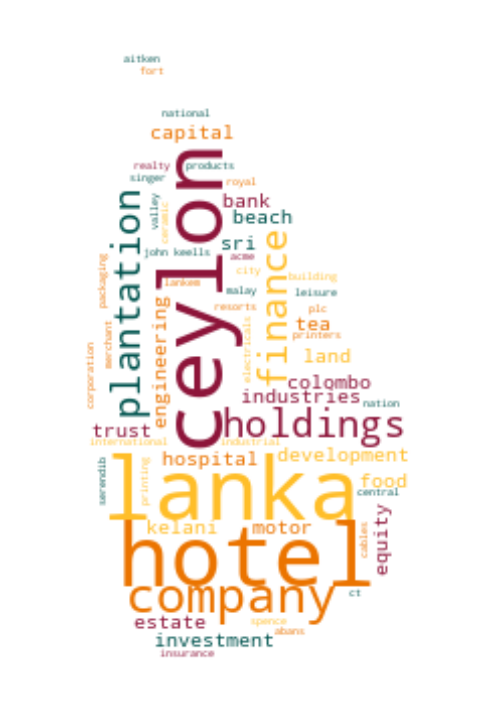 aitken
fort
national
capital
realty products
singer
royal
ceylon
plantation
valley
ceramic
bank
beach
sri
john keells
acme
finance
city
building
lankem
malay
leisure
packaging
engineering
resorts
plc
tea
printers
merchant
electricals
land
corporation
colombo
industries
nation
holdings
trust
international
industrial
hospital
development
lanka
serendib
printing
food
central
kelani
motor
equity
cables
hotel
company
ct
estate
spence
abans
investment
insurance